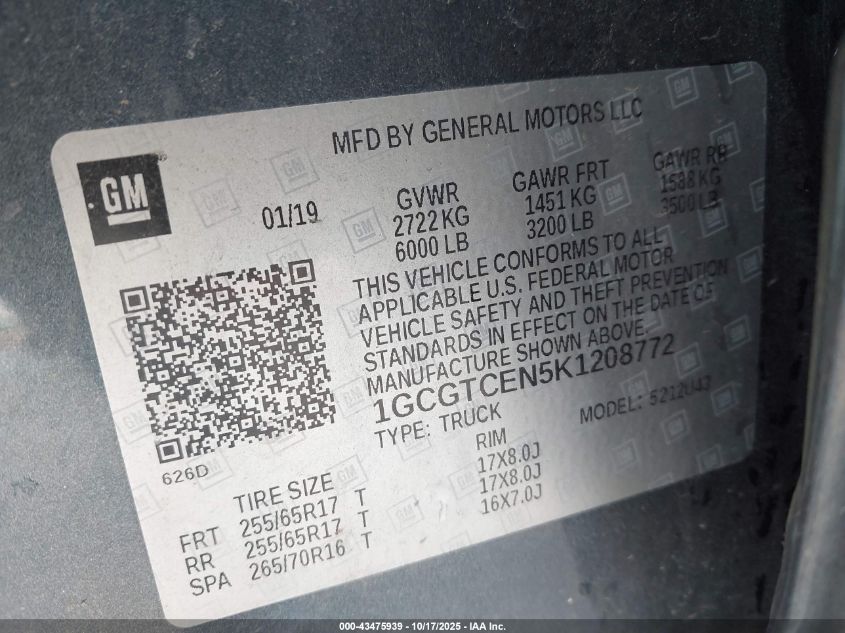 MFD BY GENERAL MOTORS LLC
GM
01/19
GVWR GAWR FRT GAWR RR
2722 KG 1451 KG 1588 KG
6000 LB 3200 LB 3500 LB
THIS VEHICLE CONFORMS TO ALL
APPLICABLE U.S. FEDERAL MOTOR
VEHICLE SAFETY AND THEFT PREVENTION
STANDARDS IN EFFECT ON THE DATE OF
MANUFACTURE SHOWN ABOVE.
1GCGTCEN5K1208772
TYPE: TRUCK MODEL:
626D
TIRE SIZE RIM
FRT 255/65R17 T 17X8.0J
RR 255/65R17 T 17X8.0J
SPA 265/70R16 T 16X7.0J
000-43475939 - 10/17/2025 - IAA Inc.